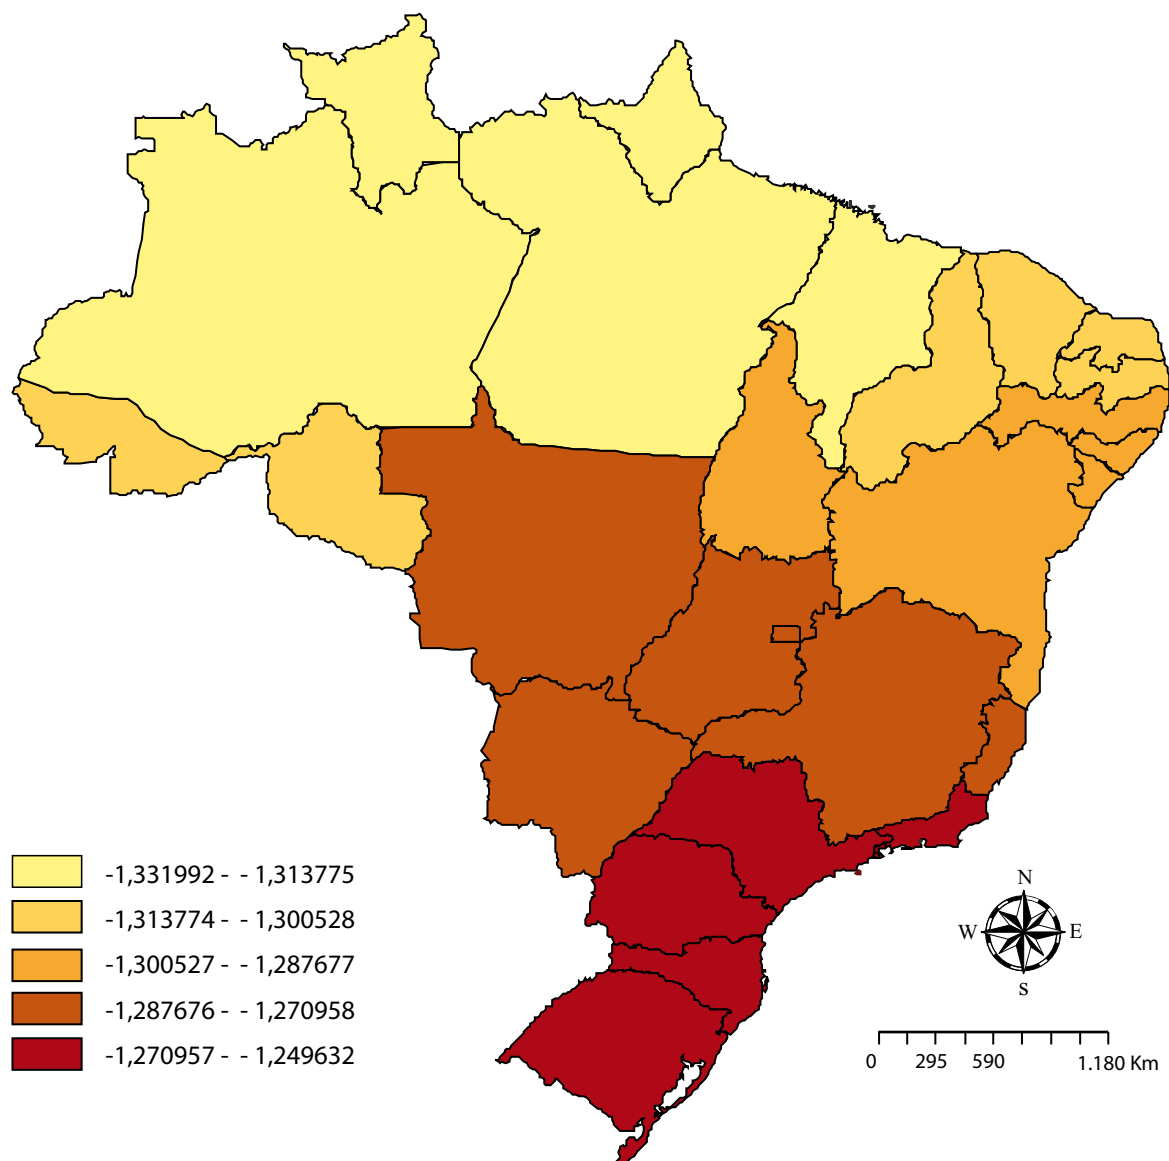 -1,331992 - - 1,313775
-1,313774 - - 1,300528
-1,300527 - - 1,287677
-1,287676 - - 1,270958
-1,270957 - - 1,249632
N
W E
S
0 295 590 1.180 Km